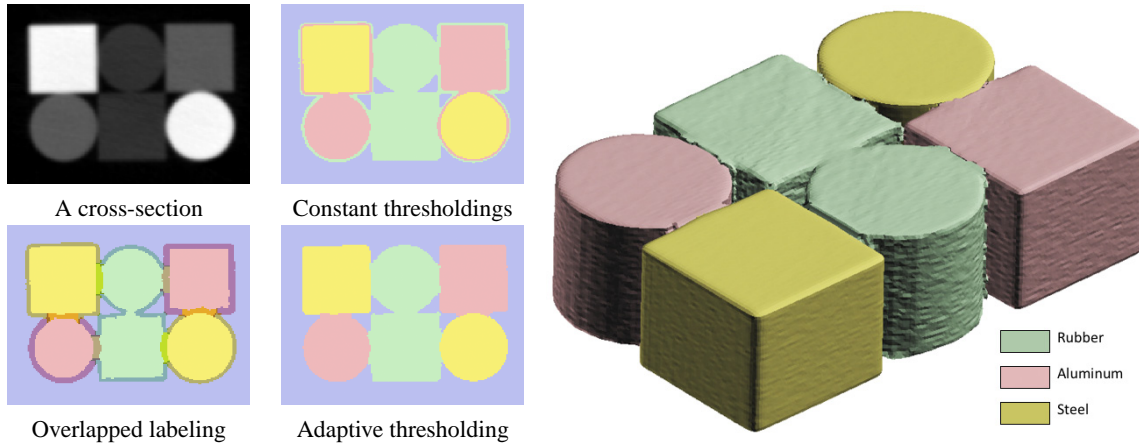 A cross-section
Constant thresholdings
Overlapped labeling
Adaptive thresholding
Rubber
Aluminum
Steel